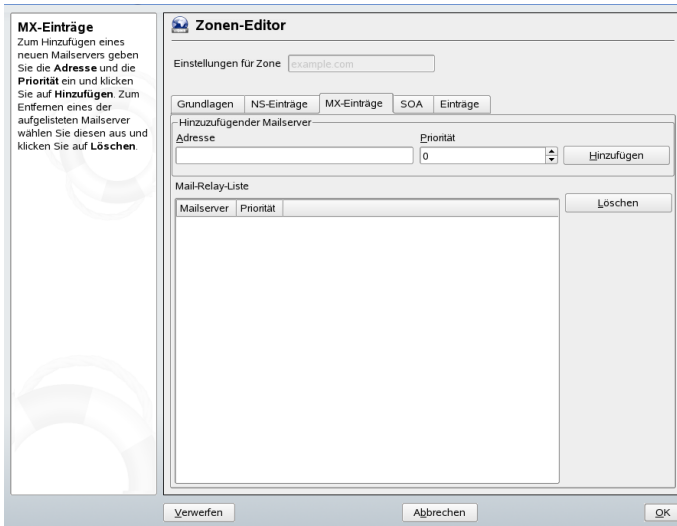 MX-Einträge
Zum Hinzufügen eines
neuen Mailservers geben
Sie die Adresse und die
Priorität ein und klicken
Sie auf Hinzufügen. Zum
Entfernen eines der
aufgelisteten Mailserver
wählen Sie diesen aus und
klicken Sie auf Löschen.
Zonen-Editor
Einstellungen für Zone example.com
Grundlagen NS-Einträge MX-Einträge SOA Einträge
Hinzuzufügender Mailserver
Adresse Priorität
0 Hinzufügen
Mail-Relay-Liste
Löschen
Mailserver Priorität
Verwerfen Abbrechen OK